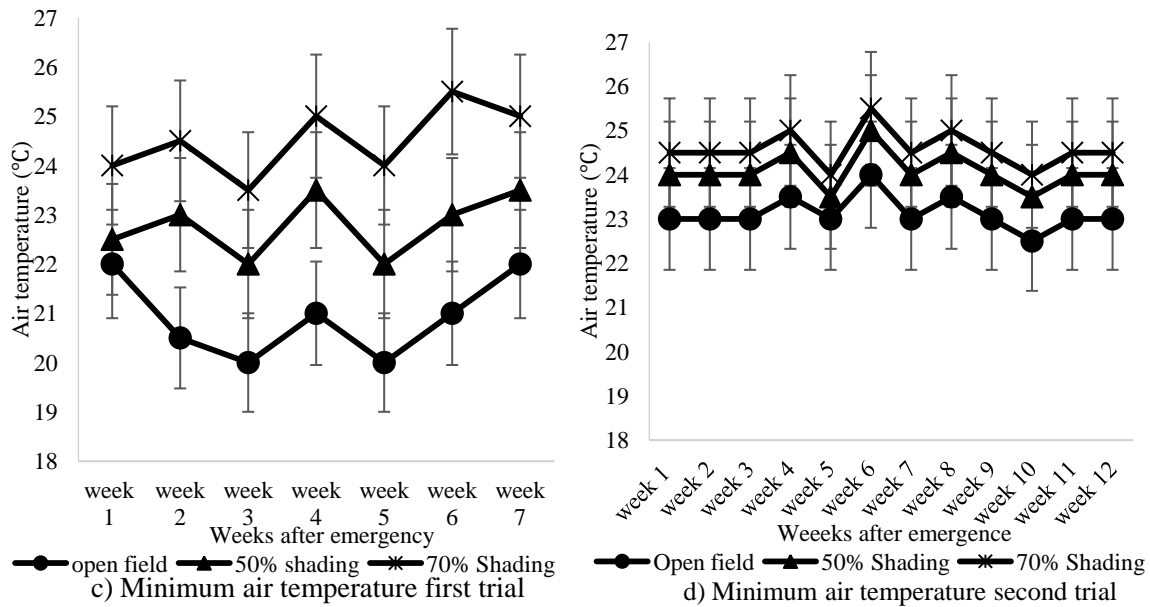 27
26
25
24
23
22
21
20
19
18
Air temperature (°C)
week 1
week 2
week 3
week 4
week 5
week 6
week 7
Weeks after emergency
open field 50% shading 70% Shading
c) Minimum air temperature first trial
27
26
25
24
23
22
21
20
19
18
Air temperature (°C)
week 1
week 2
week 3
week 4
week 5
week 6
week 7
week 8
week 9
week 10
week 11
week 12
Weeeks after emergence
Open field 50% Shading 70% Shading
d) Minimum air temperature second trial